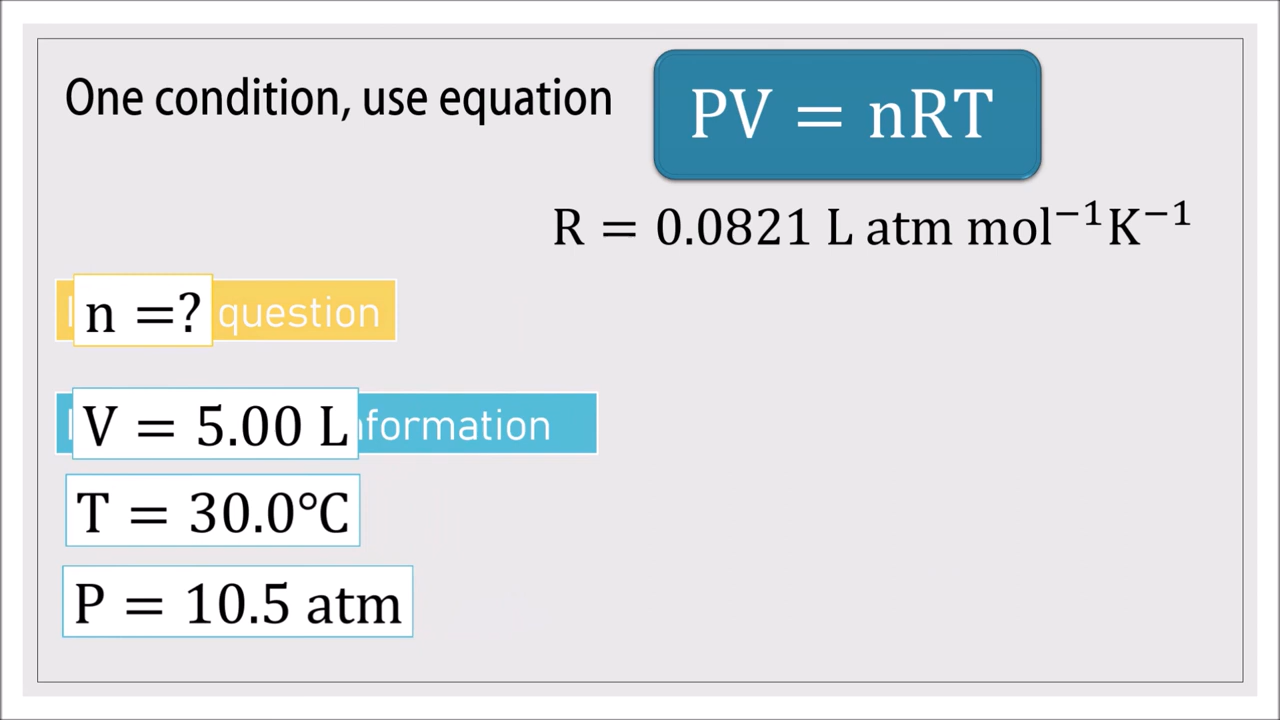 One condition, use equation PV = nRT
R = 0.0821 L atm mol⁻¹K⁻¹
n =? question
V = 5.00 L
T = 30.0°C
P = 10.5 atm